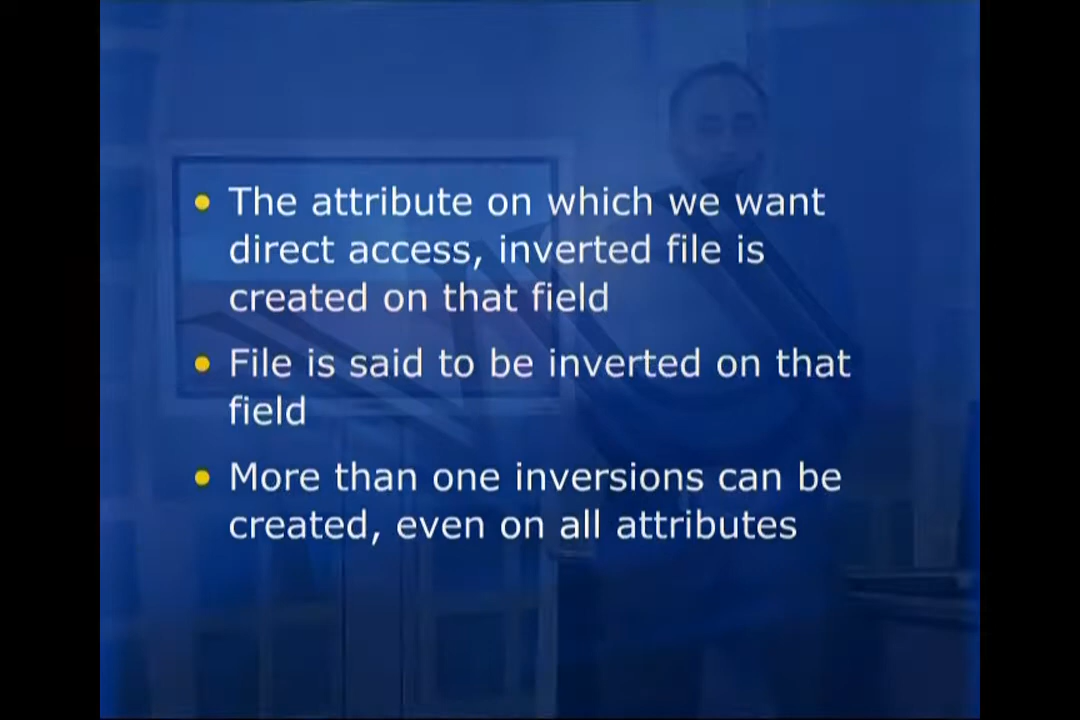 The attribute on which we want
direct access, inverted file is
created on that field
File is said to be inverted on that
field
More than one inversions can be
created, even on all attributes